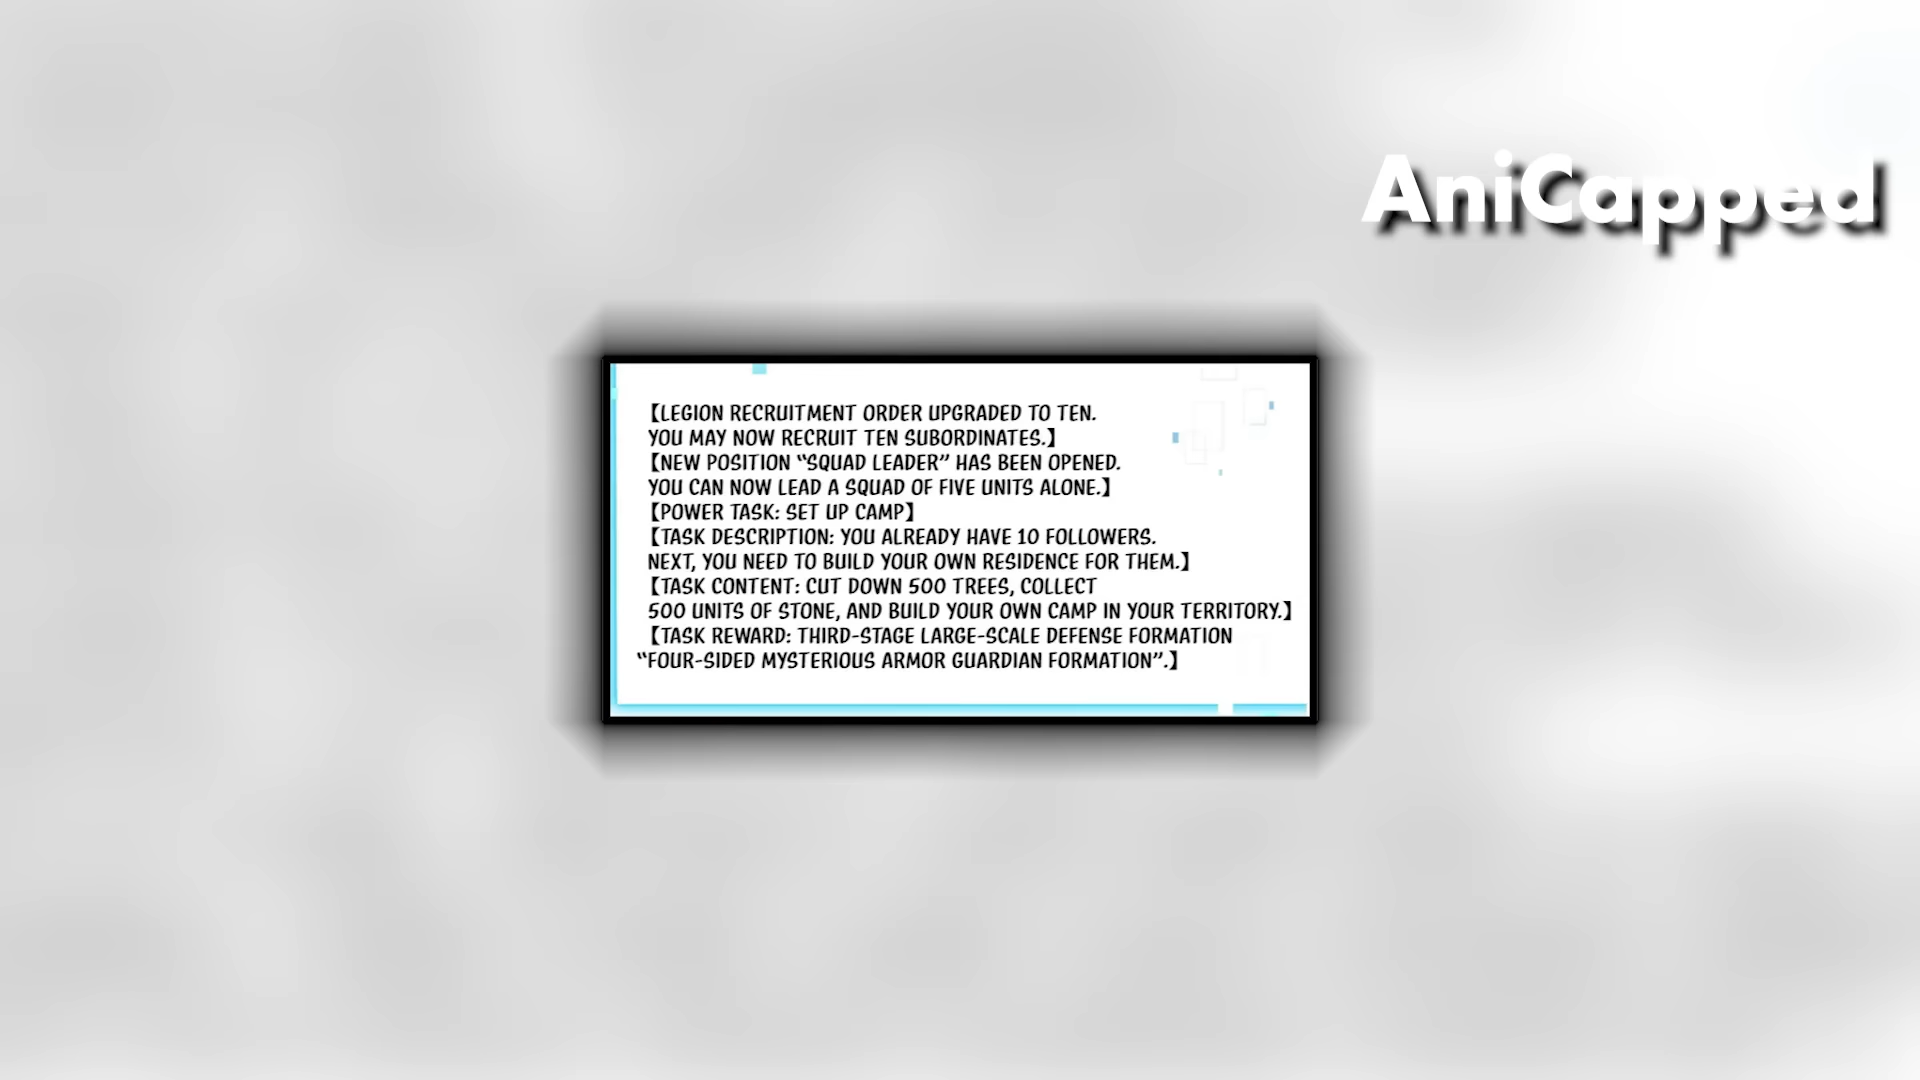 AniCapped
【LEGION RECRUITMENT ORDER UPGRADED TO TEN.
YOU MAY NOW RECRUIT TEN SUBORDINATES.】
【NEW POSITION “SQUAD LEADER” HAS BEEN OPENED.
YOU CAN NOW LEAD A SQUAD OF FIVE UNITS ALONE.】
【POWER TASK: SET UP CAMP】
【TASK DESCRIPTION: YOU ALREADY HAVE 10 FOLLOWERS.
NEXT, YOU NEED TO BUILD YOUR OWN RESIDENCE FOR THEM.】
【TASK CONTENT: CUT DOWN 500 TREES, COLLECT
500 UNITS OF STONE, AND BUILD YOUR OWN CAMP IN YOUR TERRITORY.】
【TASK REWARD: THIRD-STAGE LARGE-SCALE DEFENSE FORMATION
“FOUR-SIDED MYSTERIOUS ARMOR GUARDIAN FORMATION”.】